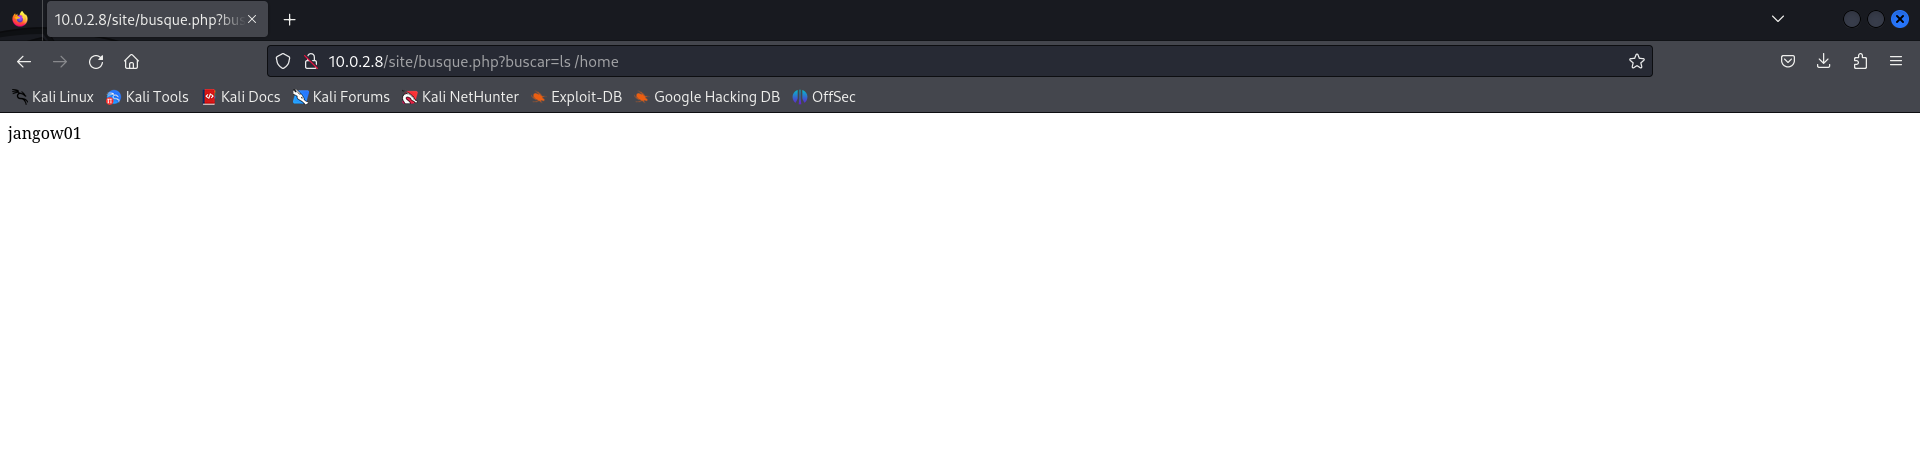 10.0.2.8/site/busque.php?bus
10.0.2.8/site/busque.php?buscar=ls /home
Kali Linux Kali Tools Kali Docs Kali Forums Kali NetHunter Exploit-DB Google Hacking DB OffSec
jangow01